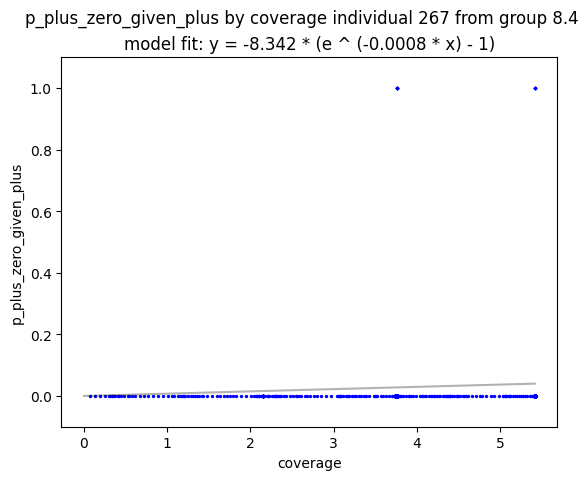 p_plus_zero_given_plus by coverage individual 267 from group 8.4
model fit: y = -8.342 * (e ^ (-0.0008 * x) - 1)
1.0
0.8
0.6
0.4
0.2
0.0
p_plus_zero_given_plus
0 1 2 3 4 5
coverage